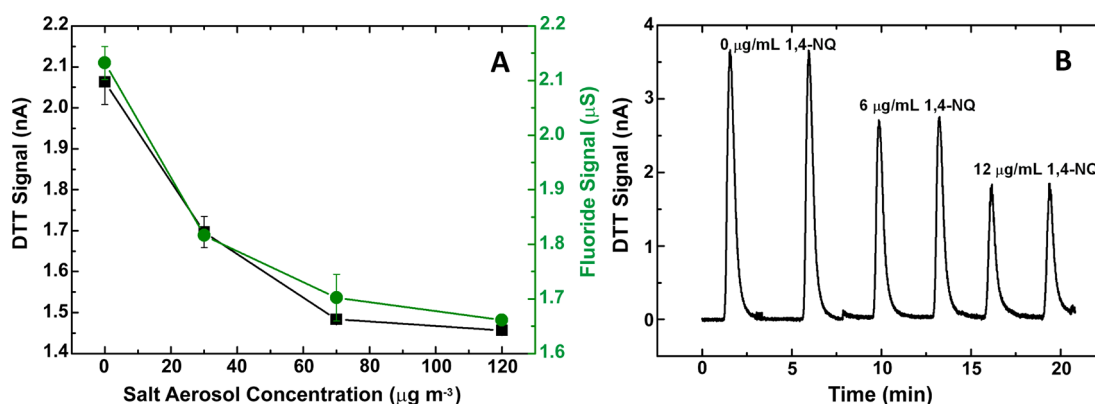 A
DTT Signal (nA)
2.2
2.1
2.0
1.9
1.8
1.7
1.6
1.5
1.4
0 20 40 60 80 100 120
Salt Aerosol Concentration (μg m-3)
2.2
2.1
2.0
1.9
1.8
1.7
1.6
Fluoride Signal (μS)
B
DTT Signal (nA)
4
3
2
1
0
0 μg/mL 1,4-NQ
6 μg/mL 1,4-NQ
12 μg/mL 1,4-NQ
0 5 10 15 20
Time (min)